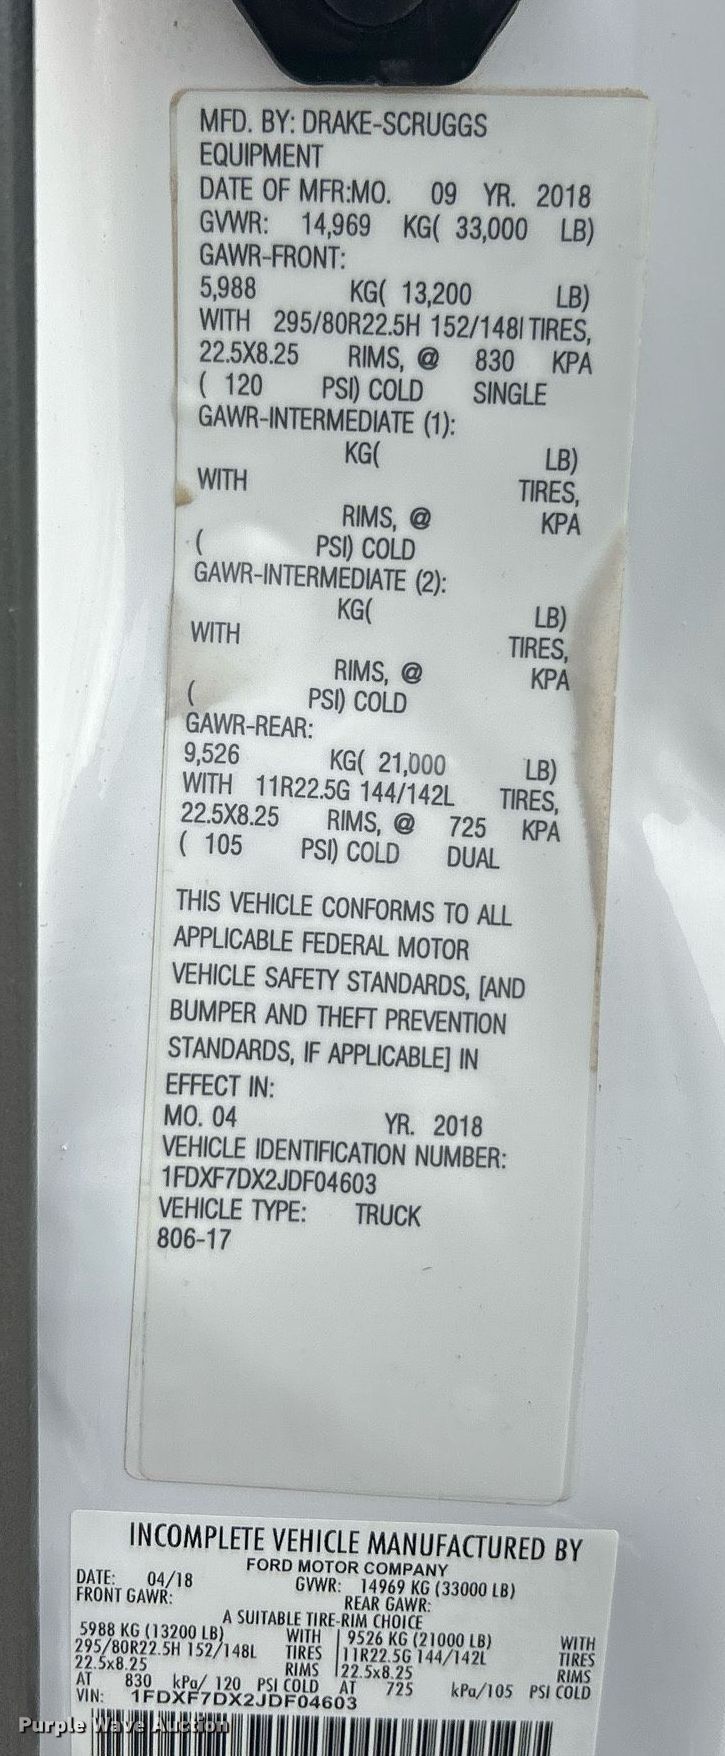 MFD. BY: DRAKE-SCRUGGS
EQUIPMENT
DATE OF MFR:MO. 09 YR. 2018
GVWR: 14,969 KG( 33,000 LB)
GAWR-FRONT:
5,988 KG( 13,200 LB)
WITH 295/80R22.5H 152/148l TIRES,
22.5X8.25 RIMS, @ 830 KPA
( 120 PSI) COLD SINGLE
GAWR-INTERMEDIATE (1):
KG( LB)
WITH TIRES,
RIMS, @ KPA
( PSI) COLD
GAWR-INTERMEDIATE (2):
KG( LB)
WITH TIRES,
RIMS, @ KPA
( PSI) COLD
GAWR-REAR:
9,526 KG( 21,000 LB)
WITH 11R22.5G 144/142L TIRES,
22.5X8.25 RIMS, @ 725 KPA
( 105 PSI) COLD DUAL
THIS VEHICLE CONFORMS TO ALL
APPLICABLE FEDERAL MOTOR
VEHICLE SAFETY STANDARDS, [AND
BUMPER AND THEFT PREVENTION
STANDARDS, IF APPLICABLE] IN
EFFECT IN:
MO. 04 YR. 2018
VEHICLE IDENTIFICATION NUMBER:
1FDXF7DX2JDF04603
VEHICLE TYPE: TRUCK
806-17
INCOMPLETE VEHICLE MANUFACTURED BY
FORD MOTOR COMPANY
DATE: 04/18 GVWR: 14969 KG (33000 LB)
FRONT GAWR: REAR GAWR:
A SUITABLE TIRE-RIM CHOICE
5988 KG (13200 LB) WITH 9526 KG (21000 LB) WITH
295/80R22.5H 152/148L TIRES 11R22.5G 144/142L TIRES
22.5x8.25 RIMS 22.5x8.25 RIMS
AT 830 kPa/ 120 PSI COLD AT 725 kPa/105 PSI COLD
VIN: 1FDXF7DX2JDF04603
Purple Wave Auction